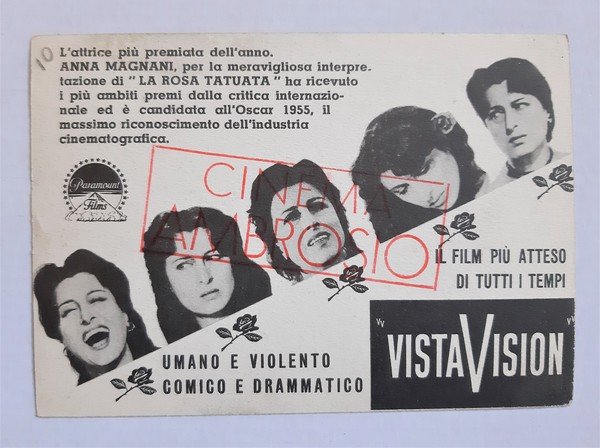 10
L'attrice più premiata dell'anno.
ANNA MAGNANI, per la meravigliosa interpre-
tazione di " LA ROSA TATUATA " ha ricevuto
i più ambiti premi dalla critica internazio-
nale ed è candidata all'Oscar 1955, il
massimo riconoscimento dell'industria
cinematografica.
Paramount
Films
CINEMA
AMBROSIO
IL FILM PIÙ ATTESO
DI TUTTI I TEMPI
UMANO E VIOLENTO
COMICO E DRAMMATICO
" VISTAVISION "